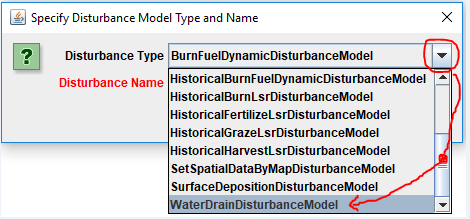 Specify Disturbance Model Type and Name
?
Disturbance Type BurnFuelDynamicDisturbanceModel
Disturbance Name HistoricalBurnFuelDynamicDisturbanceModel
HistoricalBurnLsrDisturbanceModel
HistoricalFertilizeLsrDisturbanceModel
HistoricalGrazeLsrDisturbanceModel
HistoricalHarvestLsrDisturbanceModel
SetSpatialDataByMapDisturbanceModel
SurfaceDepositionDisturbanceModel
WaterDrainDisturbanceModel